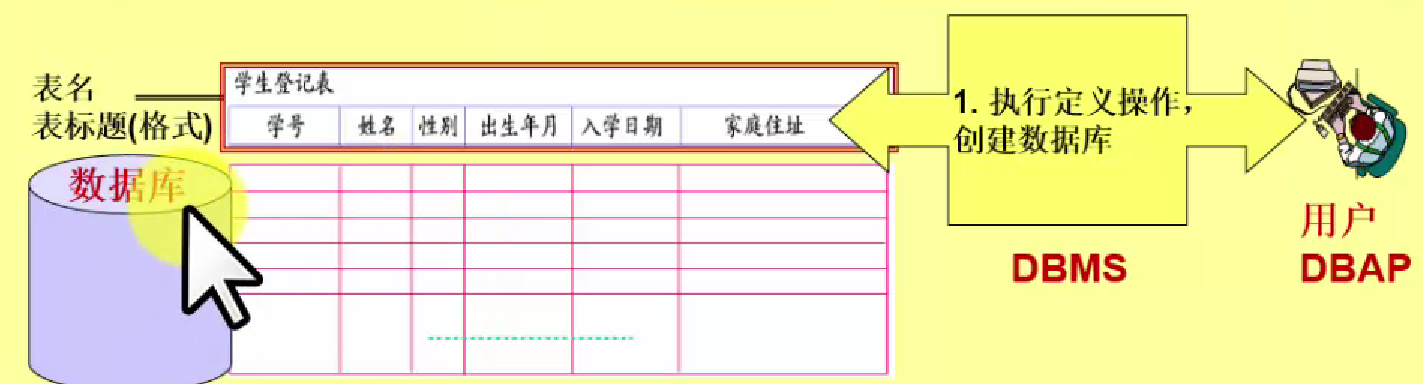 表名
表标题(格式)
数据库
学生登记表
学号 姓名 性别 出生年月 入学日期 家庭住址
1. 执行定义操作，
创建数据库
DBMS
用户
DBAP